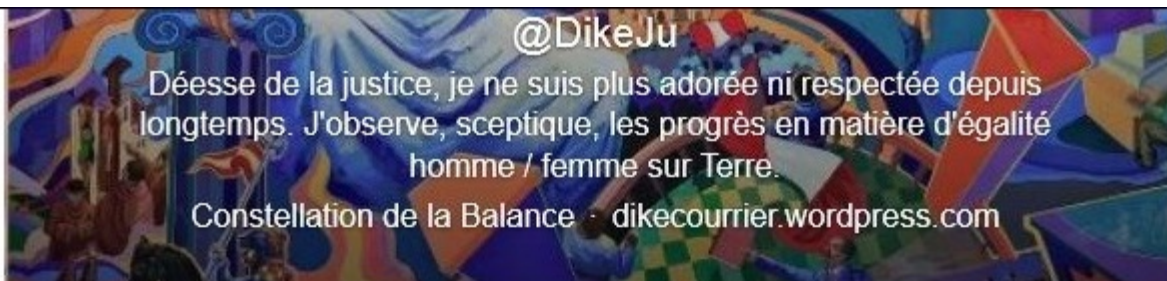 @DikeJu
Déesse de la justice, je ne suis plus adorée ni respectée depuis
longtemps. J'observe, sceptique, les progrès en matière d'égalité
homme / femme sur Terre.
Constellation de la Balance · dikecourrier.wordpress.com